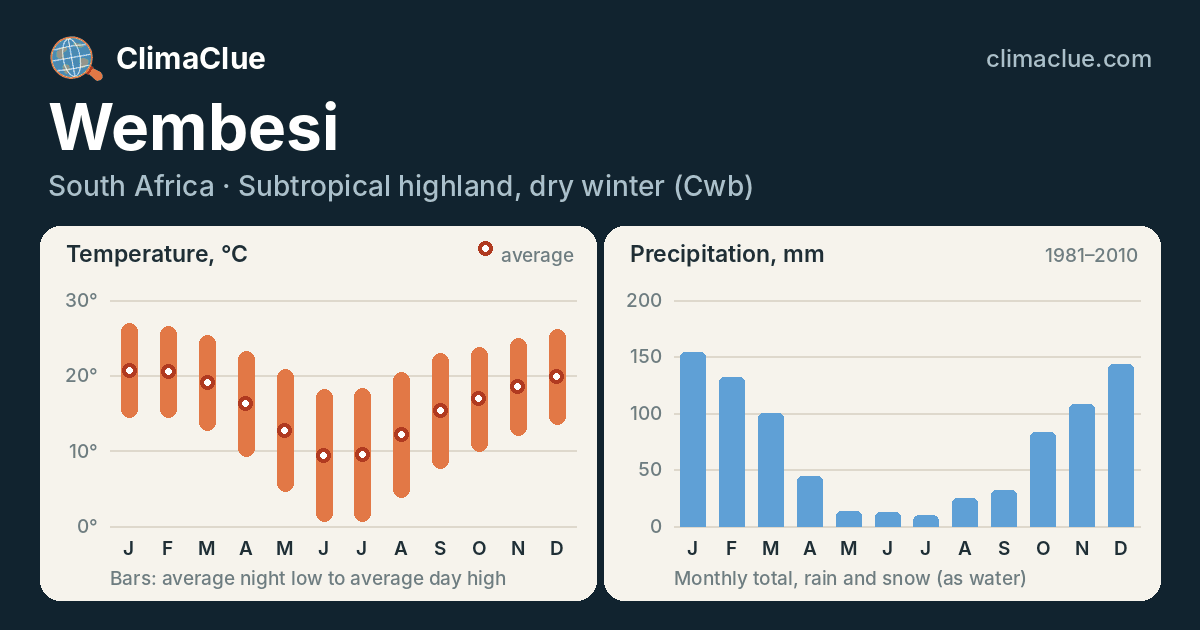 ClimaClue
climaclue.com
Wembesi
South Africa · Subtropical highland, dry winter (Cwb)
Temperature, °C
average
30°
20°
10°
0°
J F M A M J J A S O N D
Bars: average night low to average day high
Precipitation, mm
1981–2010
200
150
100
50
0
J F M A M J J A S O N D
Monthly total, rain and snow (as water)